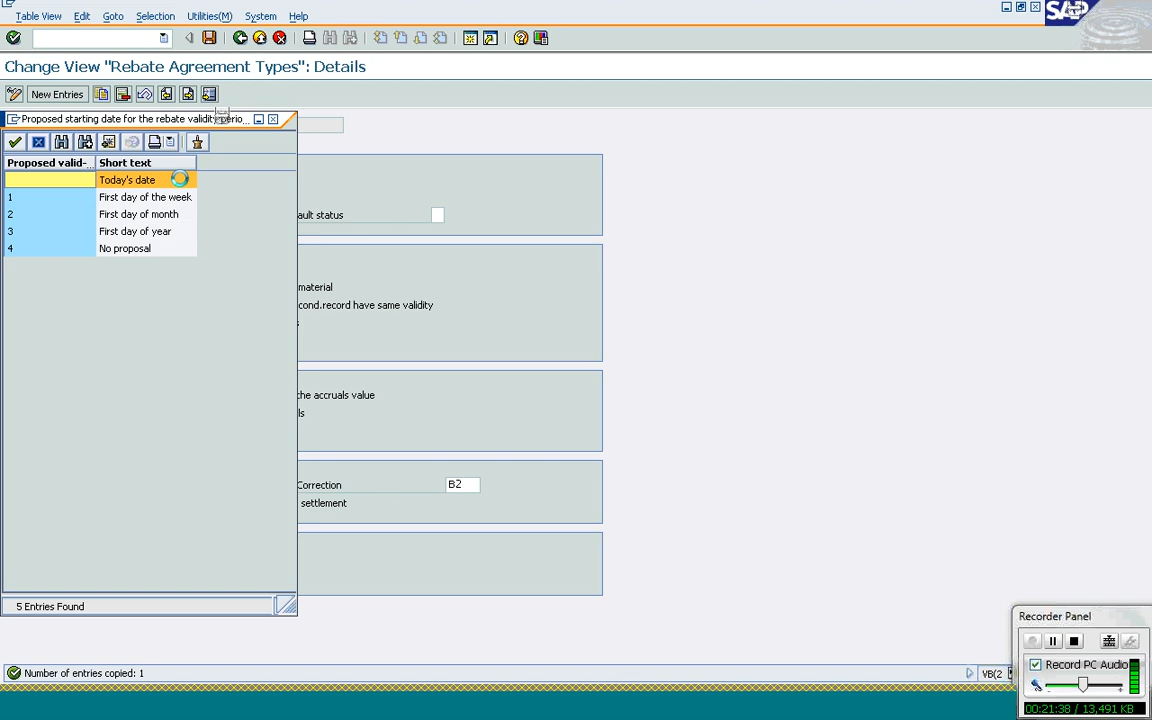 Table View Edit Goto Selection Utilities(M) System Help
SAP
Change View "Rebate Agreement Types": Details
New Entries
Proposed starting date for the rebate validity perio...
Proposed valid-... Short text
Today's date
1 First day of the week
2 First day of month
3 First day of year
4 No proposal
ault status
material
cond.record have same validity
s
the accruals value
ls
Correction B2
settlement
5 Entries Found
Recorder Panel
Record PC Audio
00:21:38 / 13,491 KB
Number of entries copied: 1
VB(2